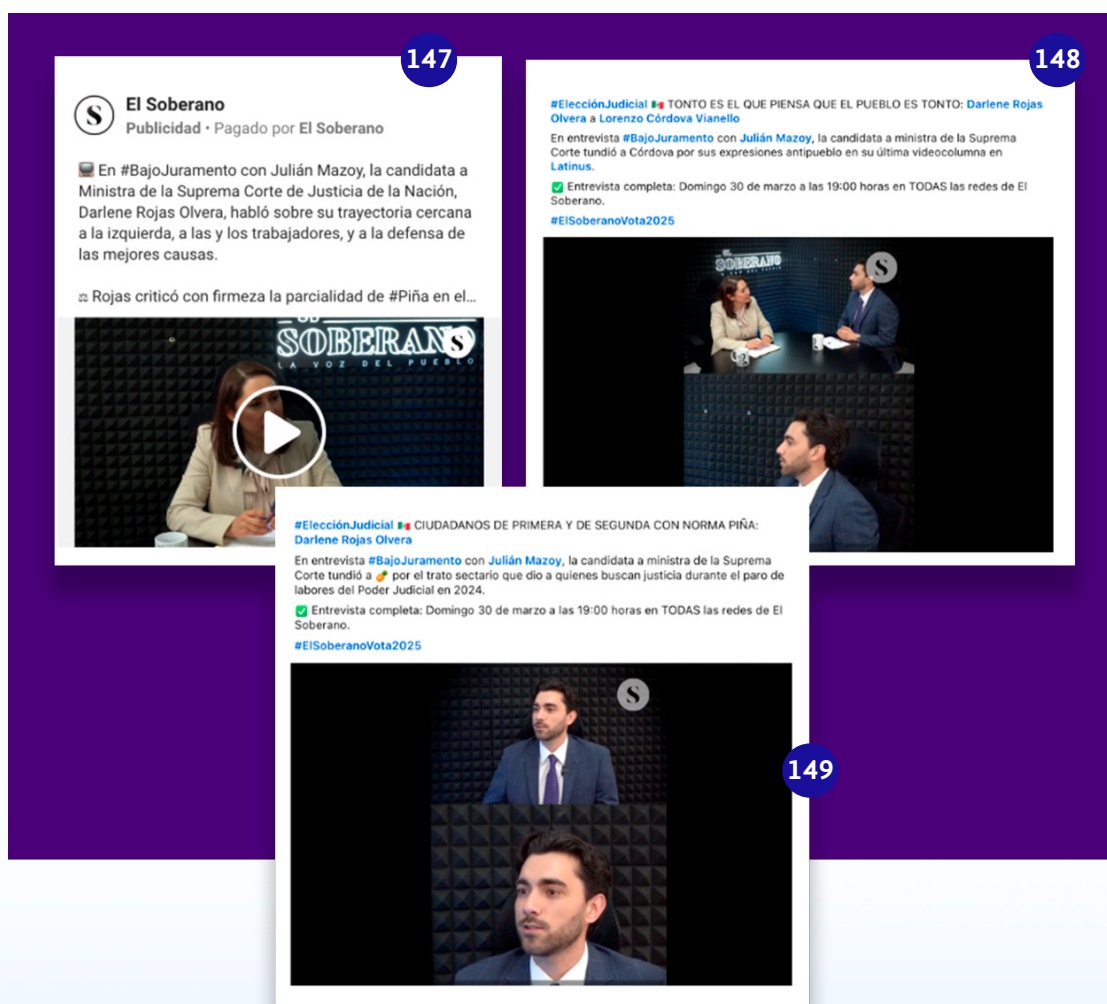 147
El Soberano
Publicidad • Pagado por El Soberano
En #BajoJuramento con Julián Mazoy, la candidata a
Ministra de la Suprema Corte de Justicia de la Nación,
Darlene Rojas Olvera, habló sobre su trayectoria cercana
a la izquierda, a las y los trabajadores, y a la defensa de
las mejores causas.
Rojas criticó con firmeza la parcialidad de #Piña en el...
SOBERANO
LA VOZ DEL PUEBLO
148
#ElecciónJudicial 🇲🇽 TONTO ES EL QUE PIENSA QUE EL PUEBLO ES TONTO: Darlene Rojas
Olvera a Lorenzo Córdova Vianello
En entrevista #BajoJuramento con Julián Mazoy, la candidata a ministra de la Suprema
Corte tundió a Córdova por sus expresiones antipueblo en su última videocolumna en
Latinus.
✅ Entrevista completa: Domingo 30 de marzo a las 19:00 horas en TODAS las redes de El
Soberano.
#ElSoberanoVota2025
SOBERANO
S
#ElecciónJudicial 🇲🇽 CIUDADANOS DE PRIMERA Y DE SEGUNDA CON NORMA PIÑA:
Darlene Rojas Olvera
En entrevista #BajoJuramento con Julián Mazoy, la candidata a ministra de la Suprema
Corte tundió a 🍍 por el trato sectario que dio a quienes buscan justicia durante el paro de
labores del Poder Judicial en 2024.
✅ Entrevista completa: Domingo 30 de marzo a las 19:00 horas en TODAS las redes de El
Soberano.
#ElSoberanoVota2025
S
149